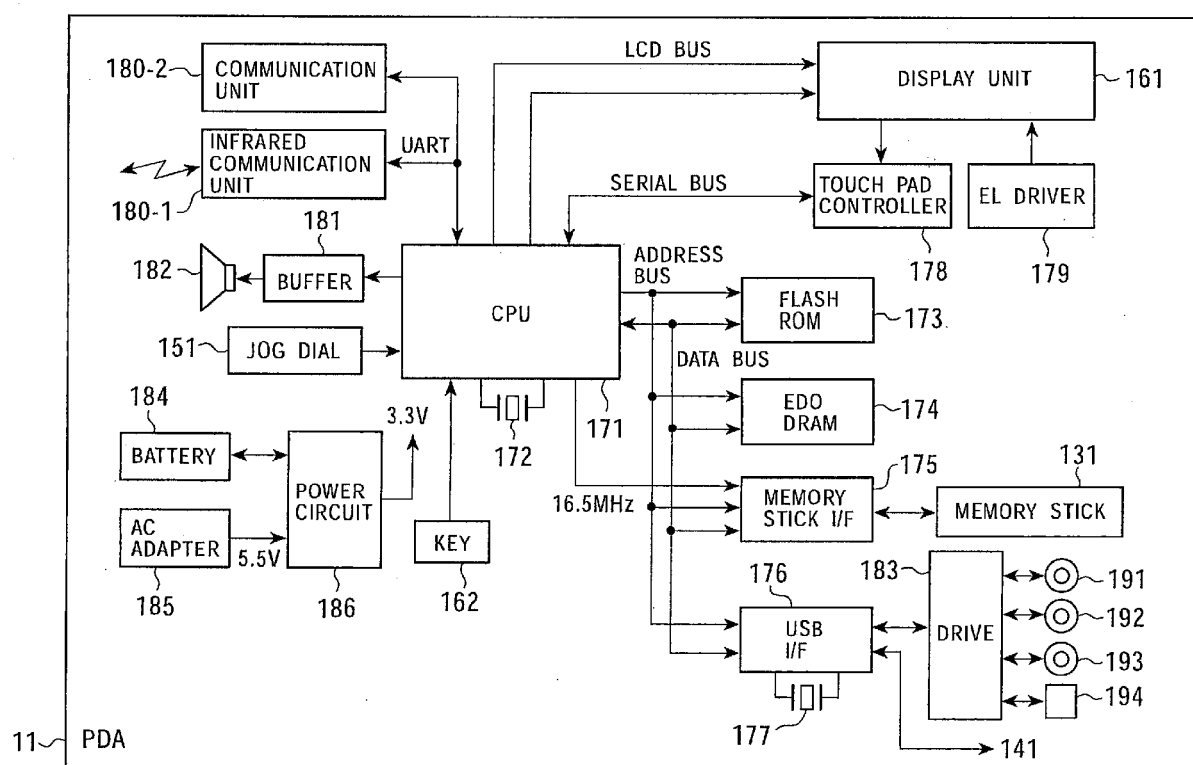 LCD BUS
180-2
COMMUNICATION
UNIT
DISPLAY UNIT
161
INFRARED
COMMUNICATION
UNIT
UART
180-1
SERIAL BUS
TOUCH PAD
CONTROLLER
EL DRIVER
178
179
181
182
BUFFER
CPU
ADDRESS
BUS
FLASH
ROM
173
151
JOG DIAL
DATA BUS
184
3.3V
172
171
EDO
DRAM
174
BATTERY
POWER
CIRCUIT
175
131
16.5MHz
MEMORY
STICK I/F
MEMORY STICK
AC
ADAPTER
5.5V
KEY
185
186
162
176
183
191
USB
I/F
DRIVE
192
193
194
177
141
11
PDA